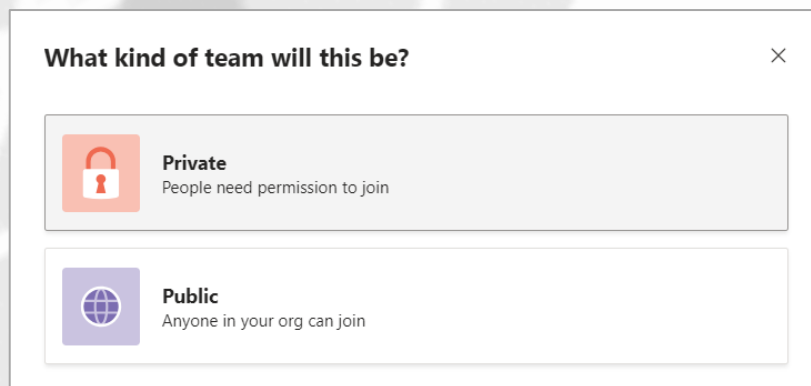 What kind of team will this be?
Private
People need permission to join
Public
Anyone in your org can join